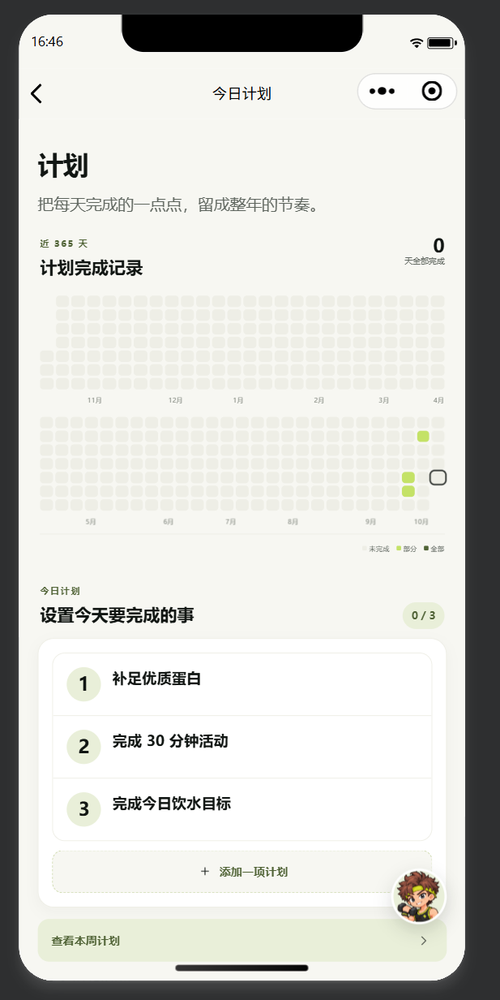 16:46
今日计划
计划
把每天完成的一点点，留成整年的节奏。
近 365 天
0
计划完成记录
天全部完成
11月 12月 1月 2月 3月 4月
5月 6月 7月 8月 9月 10月
未完成 部分 全部
今日计划
设置今天要完成的事
0 / 3
1 补足优质蛋白
2 完成 30 分钟活动
3 完成今日饮水目标
+ 添加一项计划
查看本周计划